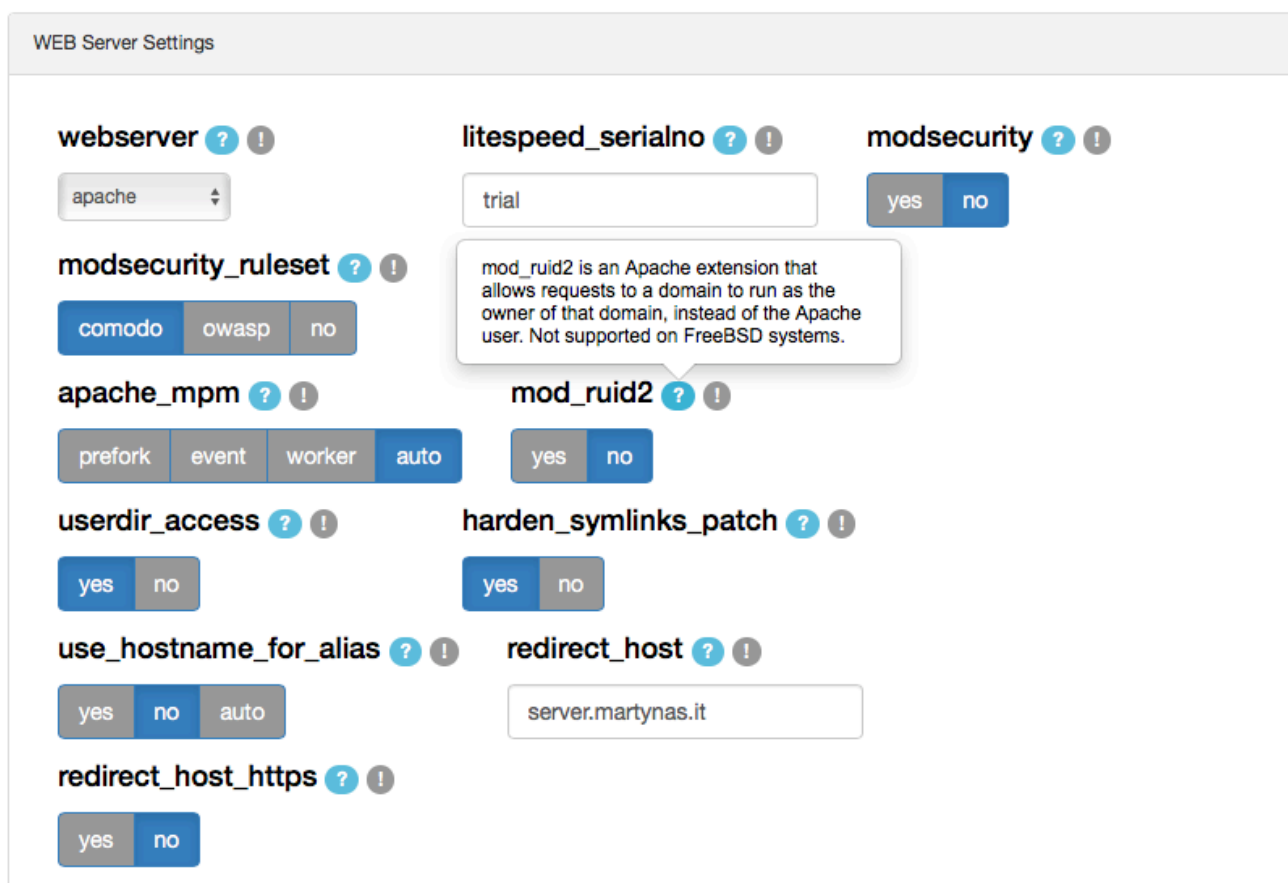 WEB Server Settings
webserver ? !
litespeed_serialno ? !
modsecurity ? !
apache
trial
yes no
modsecurity_ruleset ? !
mod_ruid2 is an Apache extension that
allows requests to a domain to run as the
owner of that domain, instead of the Apache
user. Not supported on FreeBSD systems.
comodo owasp no
apache_mpm ? !
mod_ruid2 ? !
prefork event worker auto
yes no
userdir_access ? !
harden_symlinks_patch ? !
yes no
yes no
use_hostname_for_alias ? !
redirect_host ? !
yes no auto
server.martynas.it
redirect_host_https ? !
yes no